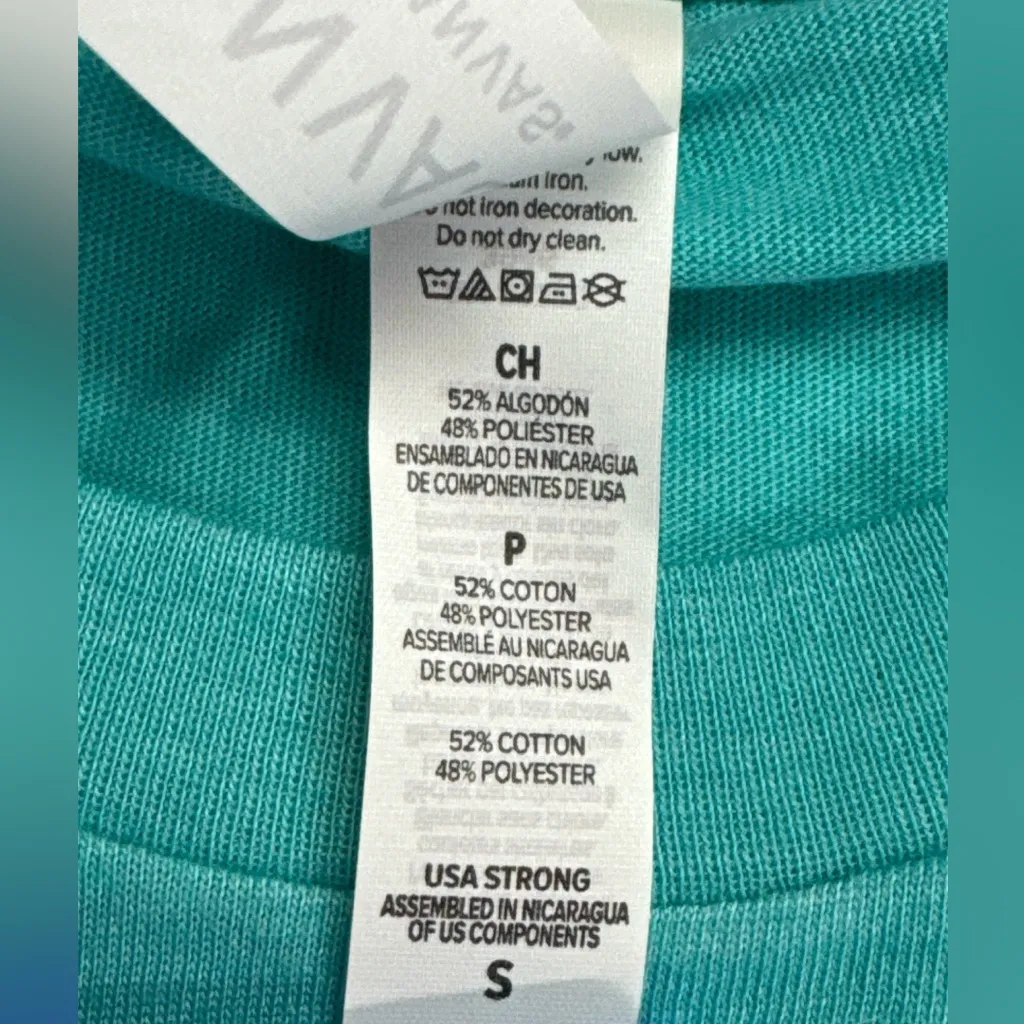 SAVNA
iron.
not iron decoration.
Do not dry clean.
CH
52% ALGODÓN
48% POLIÉSTER
ENSAMBLADO EN NICARAGUA
DE COMPONENTES DE USA
P
52% COTON
48% POLYESTER
ASSEMBLÉ AU NICARAGUA
DE COMPOSANTS USA
52% COTTON
48% POLYESTER
USA STRONG
ASSEMBLED IN NICARAGUA
OF US COMPONENTS
S